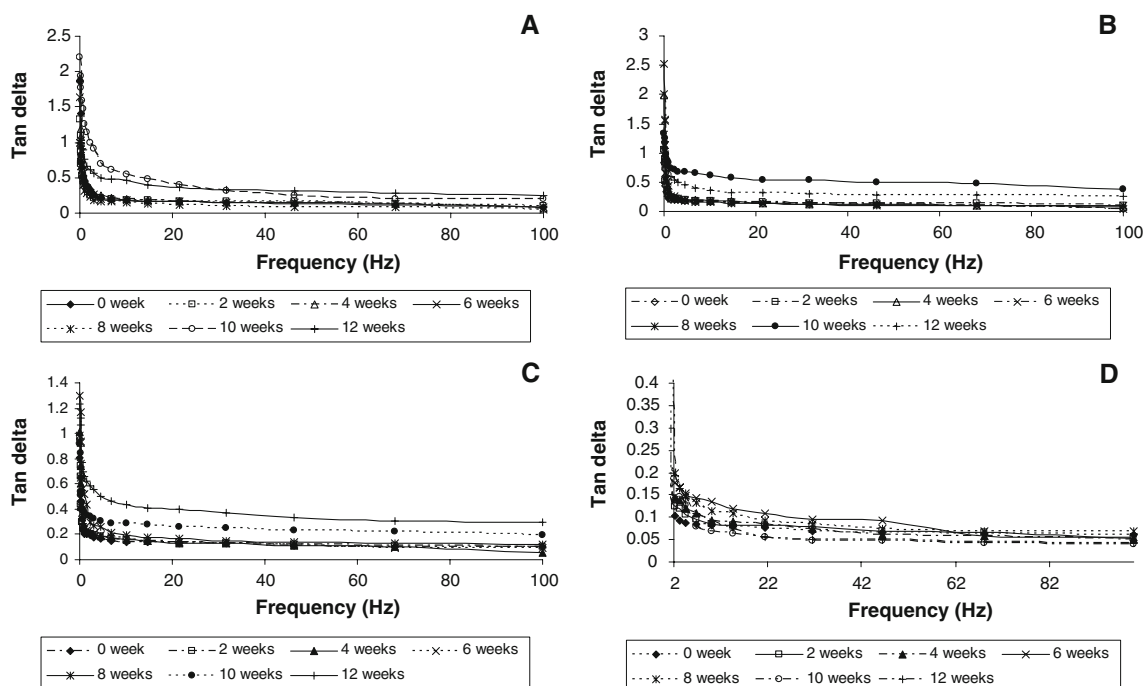 A
2.5
2
1.5
1
0.5
0
Tan delta
0 20 40 60 80 100
Frequency (Hz)
0 week 2 weeks 4 weeks 6 weeks
8 weeks 10 weeks 12 weeks
B
3
2.5
2
1.5
1
0.5
0
Tan delta
0 20 40 60 80 100
Frequency (Hz)
0 week 2 weeks 4 weeks 6 weeks
8 weeks 10 weeks 12 weeks
C
1.4
1.2
1
0.8
0.6
0.4
0.2
0
Tan delta
0 20 40 60 80 100
Frequency (Hz)
0 week 2 weeks 4 weeks 6 weeks
8 weeks 10 weeks 12 weeks
D
0.4
0.35
0.3
0.25
0.2
0.15
0.1
0.05
0
Tan delta
2 22 42 62 82
Frequency (Hz)
0 week 2 weeks 4 weeks 6 weeks
8 weeks 10 weeks 12 weeks